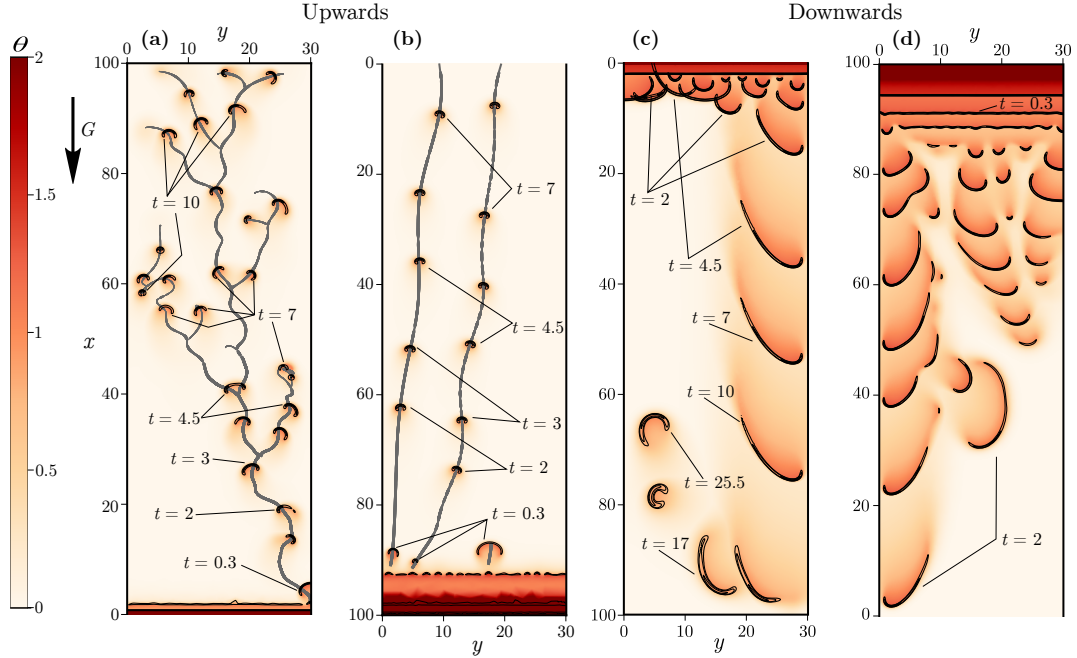 Upwards
Downwards
θ
2
1.5
1
0.5
0
G
(a)
y
0
10
20
30
100
80
60
40
20
0
x
t = 10
t = 7
t = 4.5
t = 3
t = 2
t = 0.3
(b)
0
20
40
60
80
100
t = 7
t = 4.5
t = 3
t = 2
t = 0.3
0
10
20
30
y
(c)
0
20
40
60
80
100
t = 2
t = 4.5
t = 7
t = 10
t = 25.5
t = 17
0
10
20
30
y
(d)
y
0
10
20
30
100
80
60
40
20
0
t = 0.3
t = 2